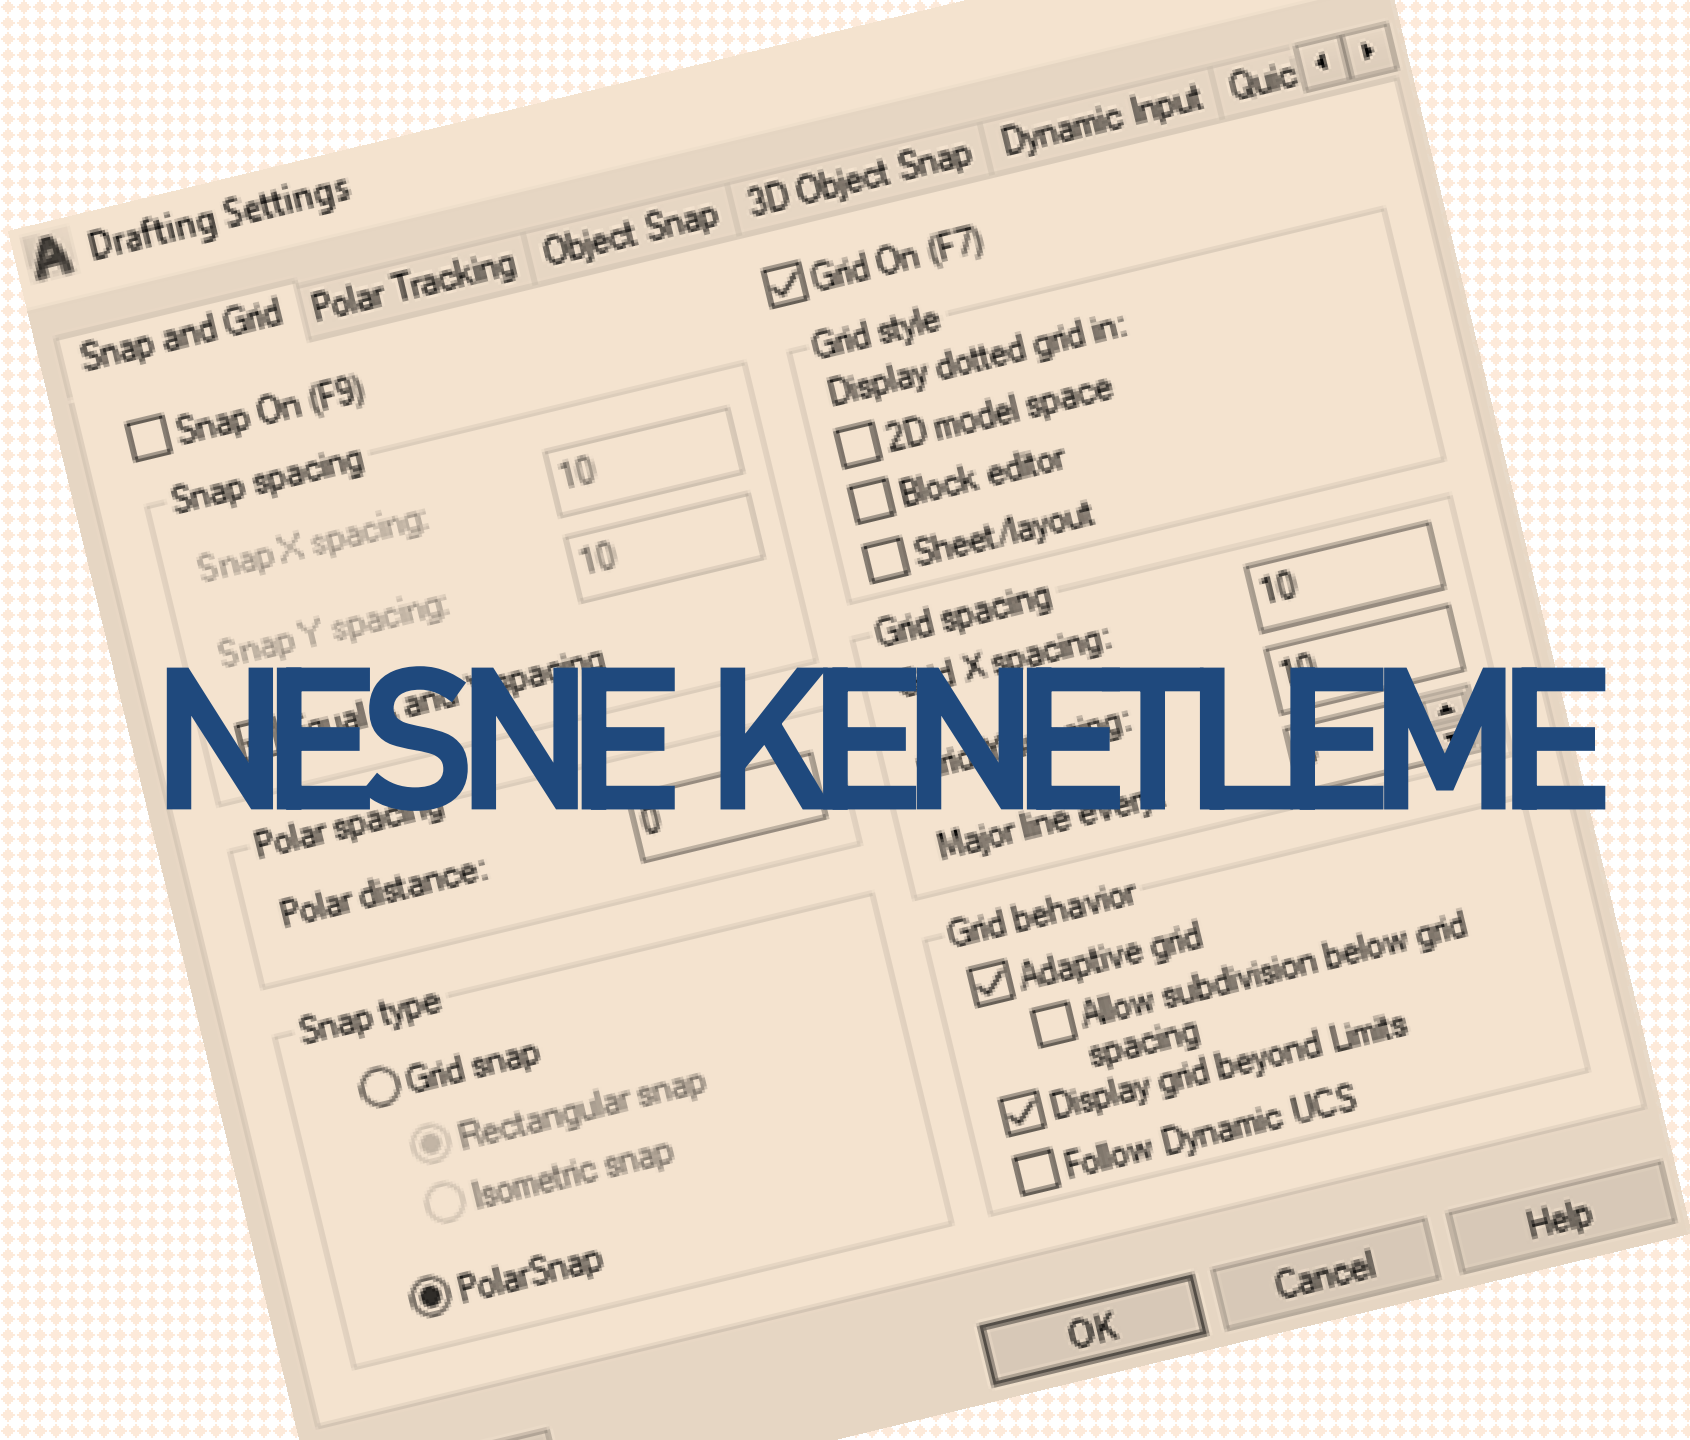 A Drafting Settings
Snap and Grid Polar Tracking Object Snap 3D Object Snap Dynamic Input Quic
Snap On (F9)
Snap spacing
Snap X spacing: 10
Snap Y spacing: 10
and spacing
Polar spacing
Polar distance: 0
Snap type
Grid snap
Rectangular snap
Isometric snap
PolarSnap
Grid On (F7)
Grid style
Display dotted grid in:
2D model space
Block editor
Sheet/layout
Grid spacing
X spacing: 10
10
Major line every
Grid behavior
Adaptive grid
Allow subdivision below grid
spacing
Display grid beyond Limits
Follow Dynamic UCS
NESNE KENETLEME
OK Cancel Help